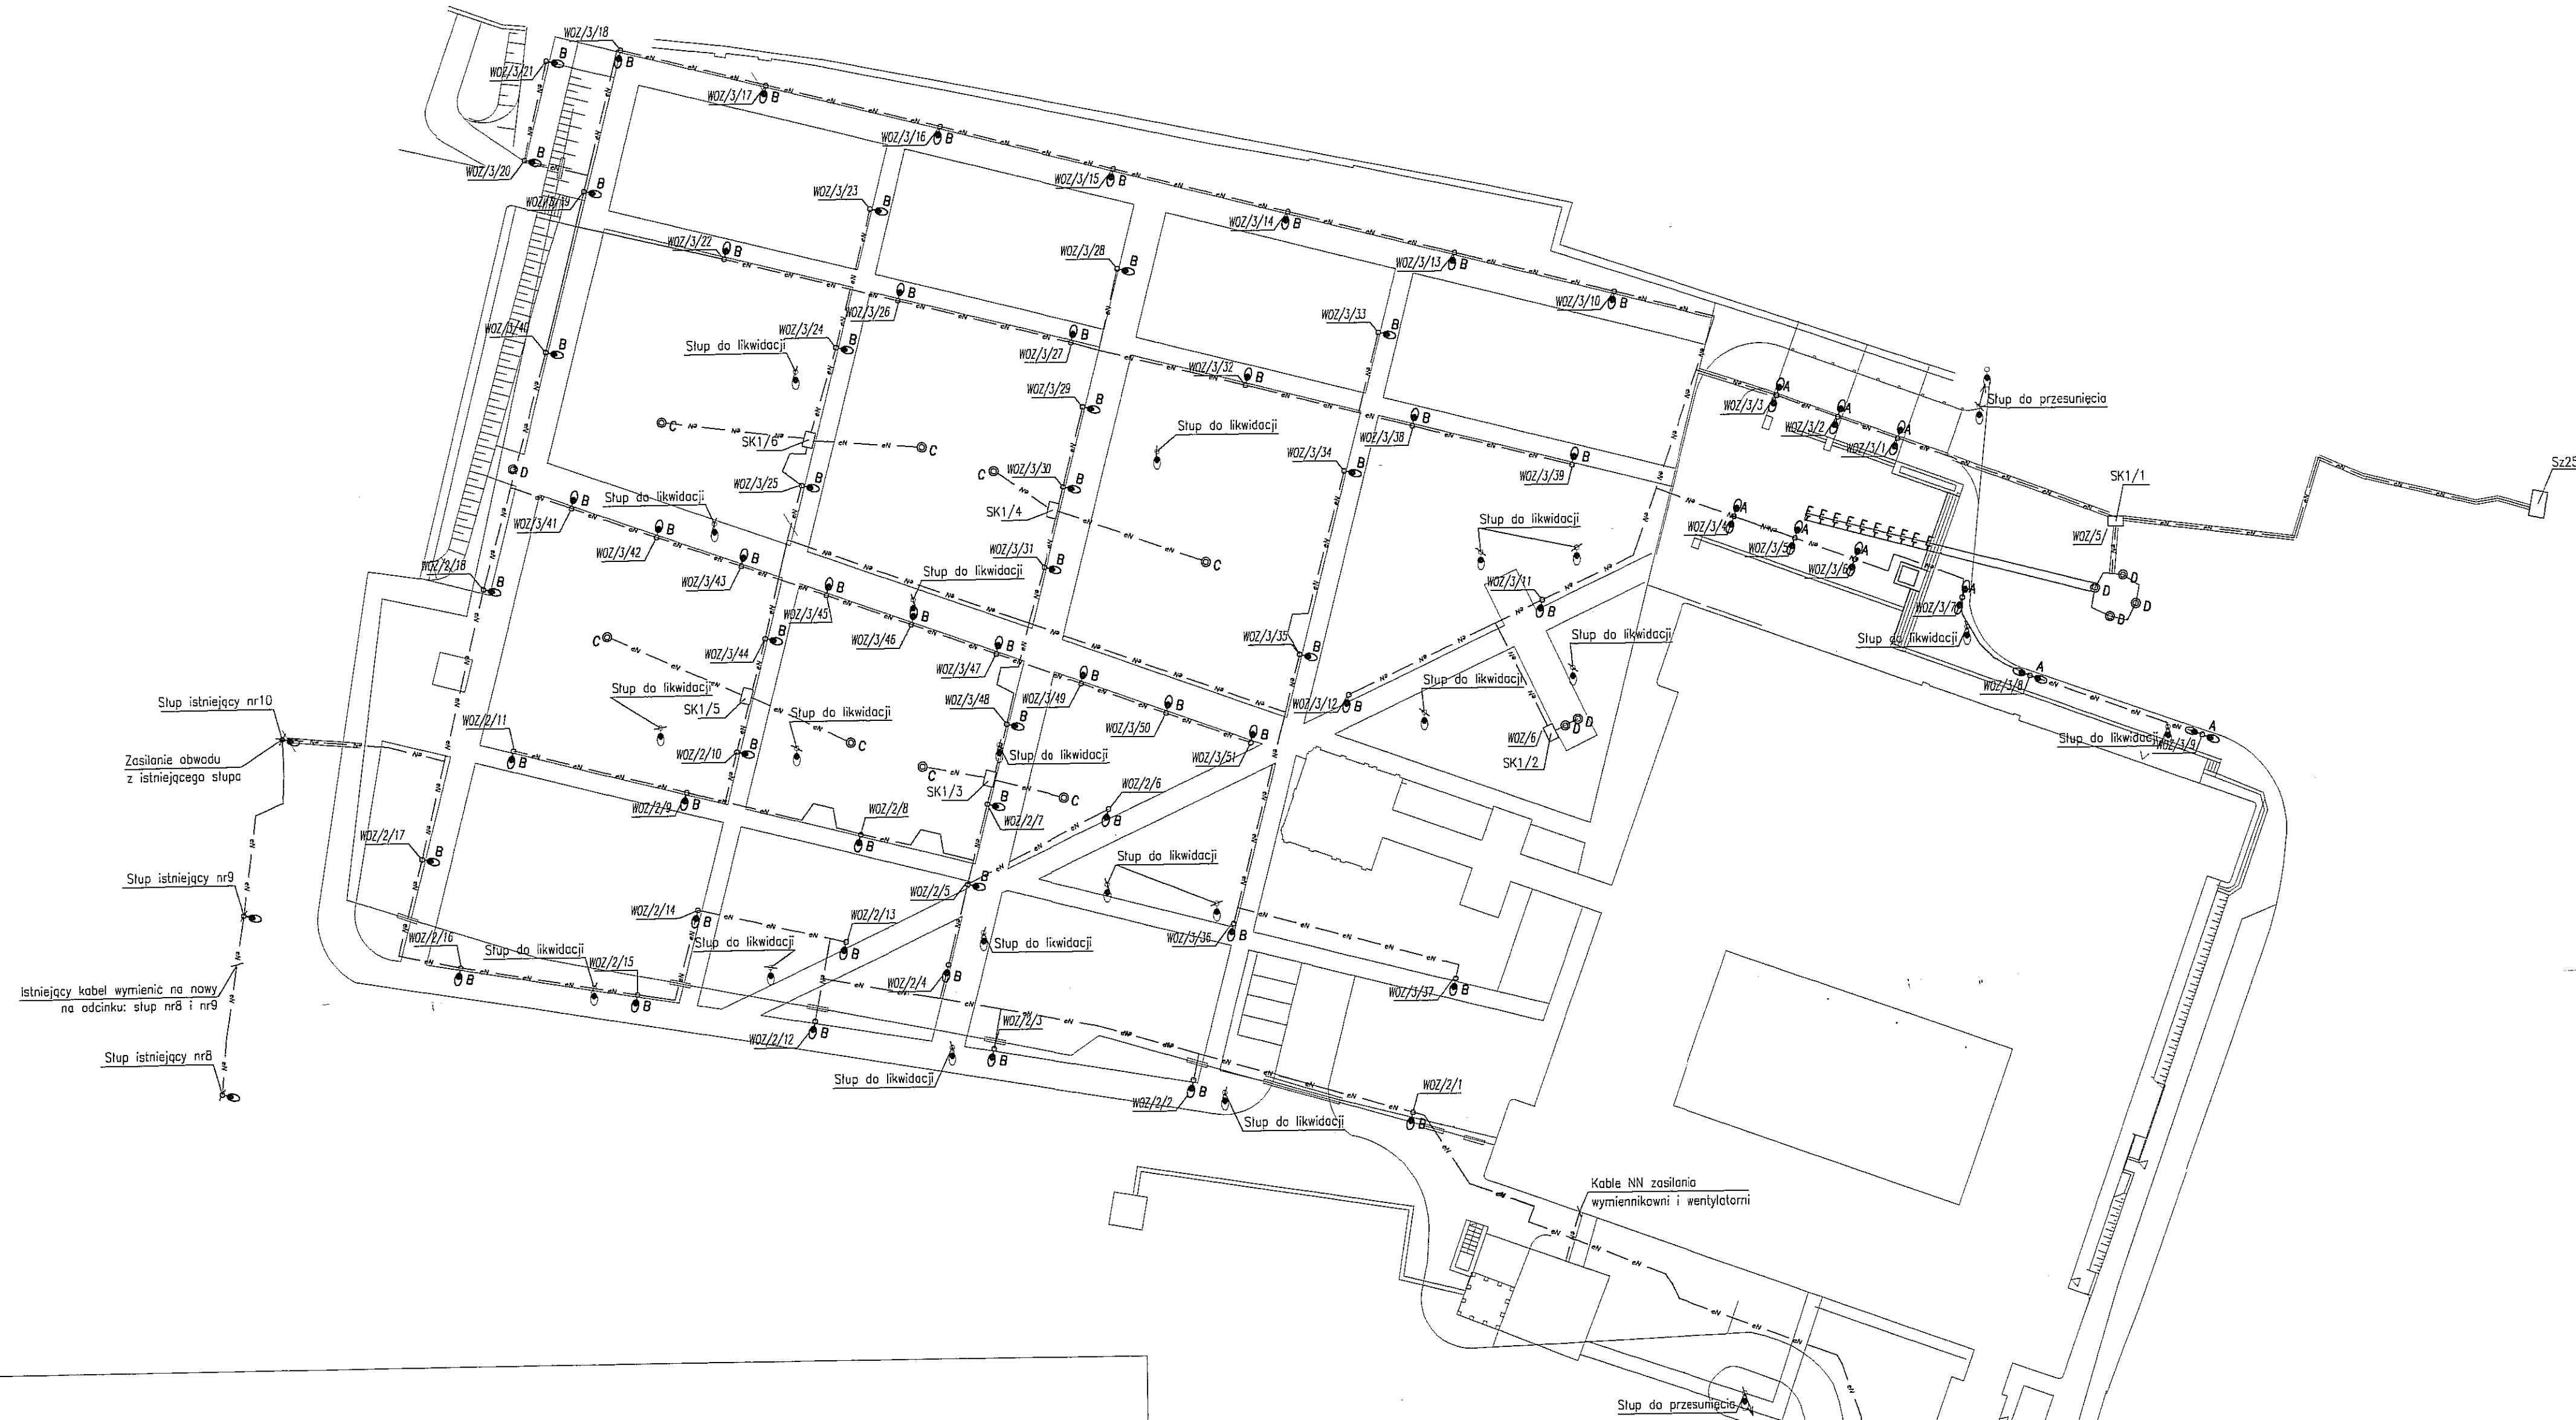 WOZ/3/18
B
B
WOZ/3/21
WOZ/3/17
B
WOZ/3/16
B
B
WOZ/3/20
WOZ/3/15
B
B
WOZ/3/19
WOZ/3/23
B
WOZ/3/14
B
WOZ/3/22
B
WOZ/3/28
B
WOZ/3/13
B
WOZ/3/26
B
WOZ/3/10
B
WOZ/3/40
B
WOZ/3/24
B
Słup do likwidacji
WOZ/3/27
B
WOZ/3/33
B
WOZ/3/32
B
WOZ/3/29
B
WOZ/3/3
A
WOZ/3/2
A
WOZ/3/1
A
Słup do przesunięcia
C
SK1/6
C
Słup do likwidacji
WOZ/3/38
B
WOZ/3/39
B
WOZ/3/34
B
D
C
WOZ/3/30
B
WOZ/3/25
B
Sz25
SK1/1
WOZ/5
WOZ/3/41
B
Słup do likwidacji
SK1/4
Słup do likwidacji
WOZ/3/4
A
WOZ/3/5
A
WOZ/3/6
A
F F F F F F F F F F
WOZ/3/42
B
WOZ/3/43
B
WOZ/3/31
B
C
WOZ/2/18
B
Słup do likwidacji
WOZ/3/11
B
WOZ/3/7
A
D
D
D
D
WOZ/3/45
B
WOZ/3/46
B
C
WOZ/3/44
B
WOZ/3/47
B
WOZ/3/35
B
Słup do likwidacji
Słup do likwidacji
Słup do likwidacji
SK1/5
Słup do likwidacji
WOZ/3/49
B
WOZ/3/12
B
Słup do likwidacji
WOZ/3/8
A
Słup istniejący nr10
WOZ/2/11
B
WOZ/3/48
B
WOZ/3/50
B
WOZ/6
D
D
SK1/2
Słup do likwidacji
WOZ/3/9
A
Zasilanie obwodu
z istniejącego słupa
WOZ/2/10
B
C
Słup do likwidacji
WOZ/3/51
B
C
SK1/3
C
WOZ/2/6
B
WOZ/2/9
B
WOZ/2/8
B
B
WOZ/2/7
WOZ/2/17
B
Słup do likwidacji
Słup istniejący nr9
WOZ/2/5
B
WOZ/2/14
B
WOZ/2/13
B
WOZ/2/16
B
Słup do likwidacji
WOZ/2/15
B
Słup do likwidacji
Słup do likwidacji
WOZ/3/36
B
WOZ/2/4
B
WOZ/3/37
B
istniejący kabel wymienić na nowy
na odcinku: słup nr8 i nr9
WOZ/2/12
B
WOZ/2/3
B
Słup istniejący nr8
Słup do likwidacji
WOZ/2/2
B
WOZ/2/1
B
Słup do likwidacji
Kable NN zasilania
wymiennikowni i wentylatorni
Słup do przesunięcia